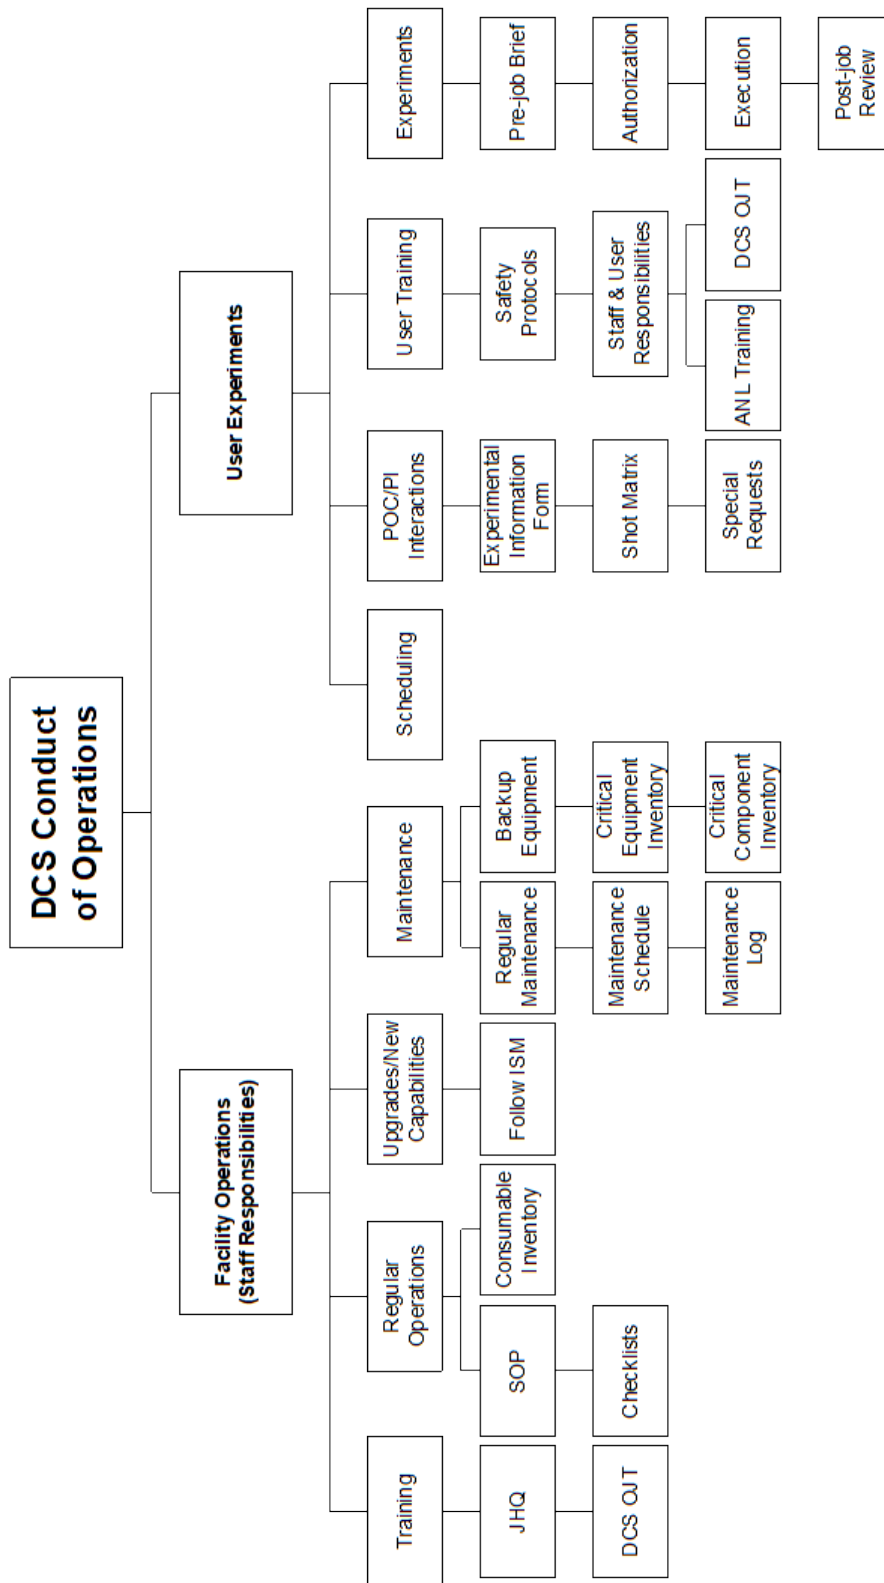 DCS Conduct
of Operations
Facility Operations
(Staff Responsibilities)
User Experiments
Training
Regular
Operations
Upgrades/New
Capabilities
Maintenance
Scheduling
POC/PI
Interactions
User Training
Experiments
JHQ
SOP
Consumable
Inventory
Follow ISM
Regular
Maintenance
Backup
Equipment
Experimental
Information
Form
Safety
Protocols
Pre-job Brief
DCS OJT
Checklists
Maintenance
Schedule
Critical
Equipment
Inventory
Shot Matrix
Staff & User
Responsibilities
Authorization
Maintenance
Log
Critical
Component
Inventory
Special
Requests
ANL Training
DCS OJT
Execution
Post-job
Review